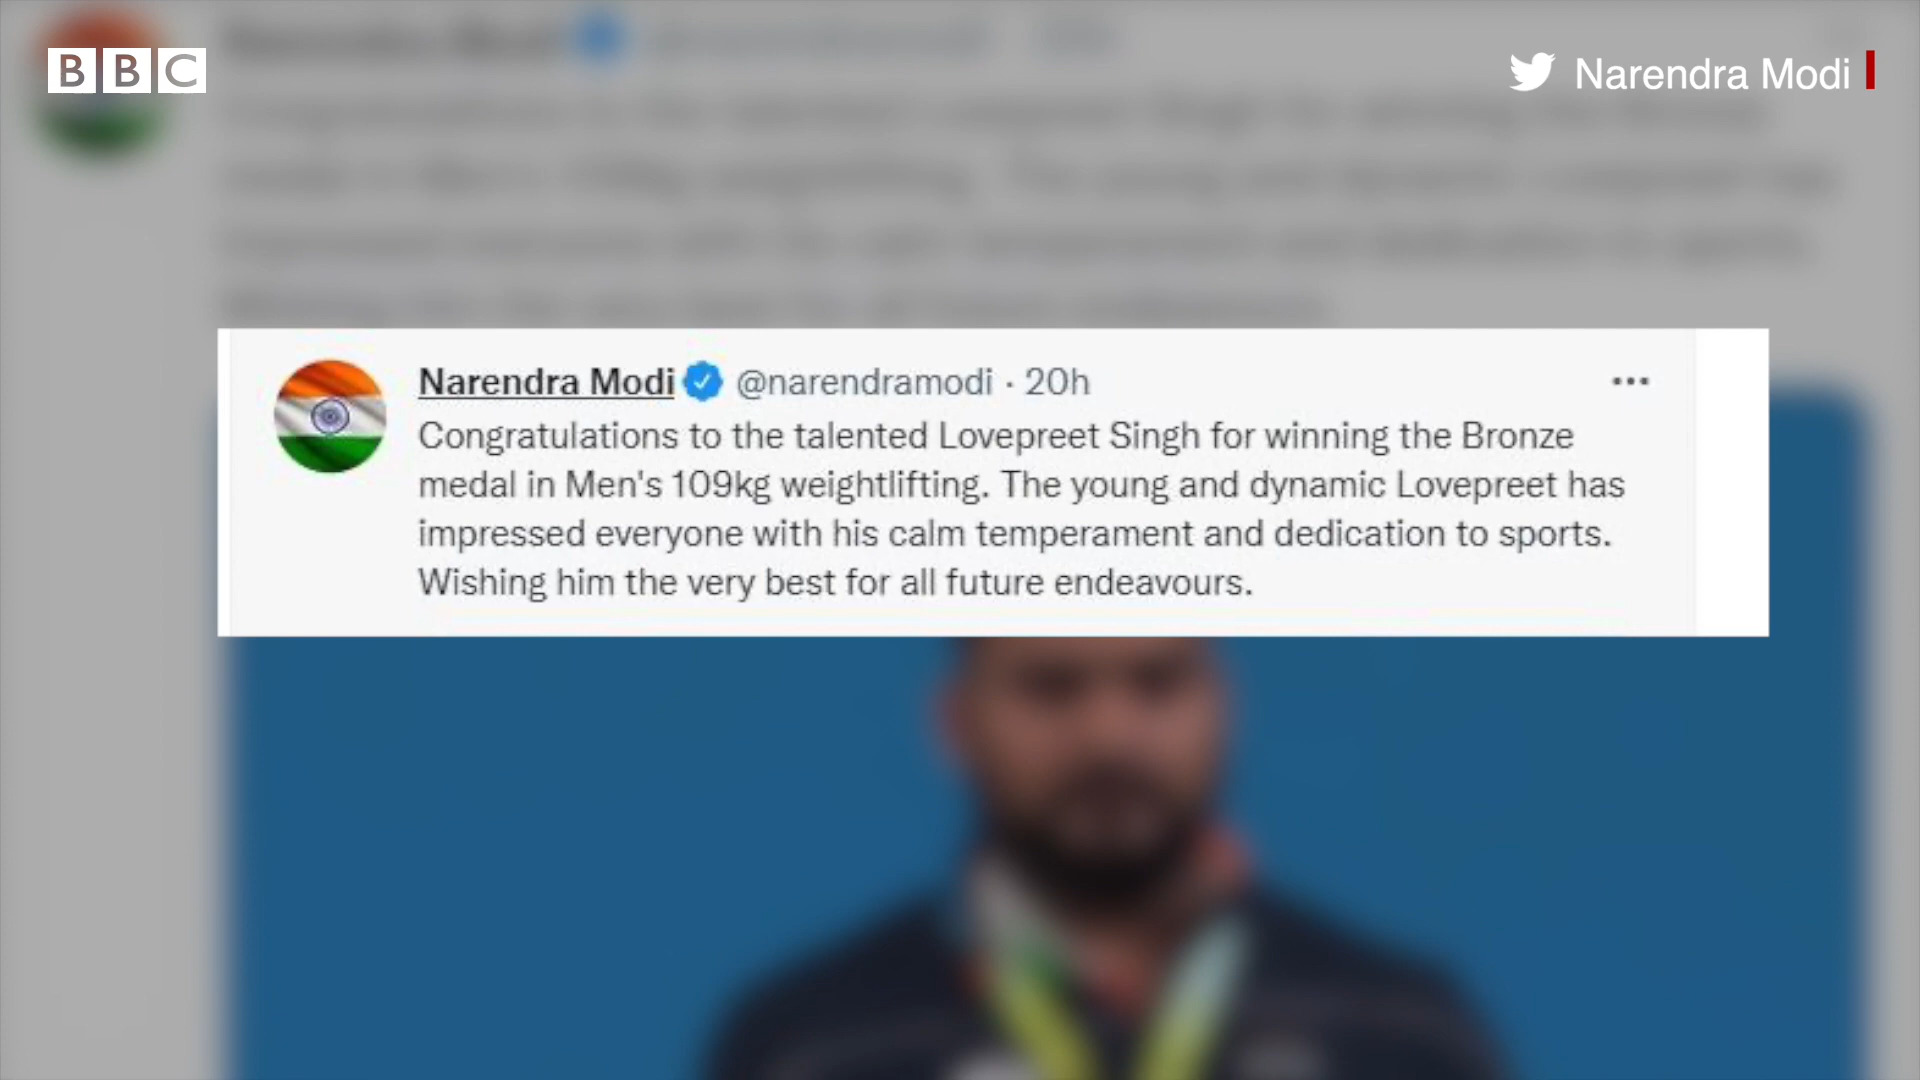 BBC
Narendra Modi
Narendra Modi @narendramodi · 20h
Congratulations to the talented Lovepreet Singh for winning the Bronze
medal in Men's 109kg weightlifting. The young and dynamic Lovepreet has
impressed everyone with his calm temperament and dedication to sports.
Wishing him the very best for all future endeavours.